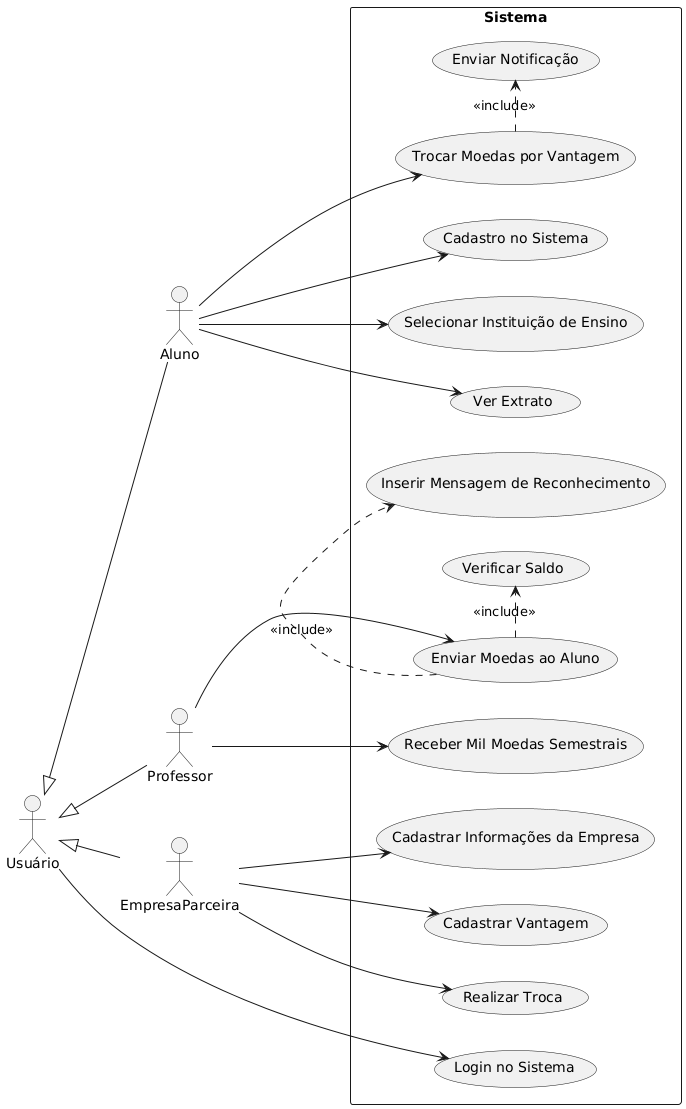 Sistema
Enviar Notificação
«include»
Trocar Moedas por Vantagem
Cadastro no Sistema
Selecionar Instituição de Ensino
Aluno
Ver Extrato
Inserir Mensagem de Reconhecimento
Verificar Saldo
«include»
«include»
Enviar Moedas ao Aluno
Receber Mil Moedas Semestrais
Professor
Cadastrar Informações da Empresa
Usuário
EmpresaParceira
Cadastrar Vantagem
Realizar Troca
Login no Sistema